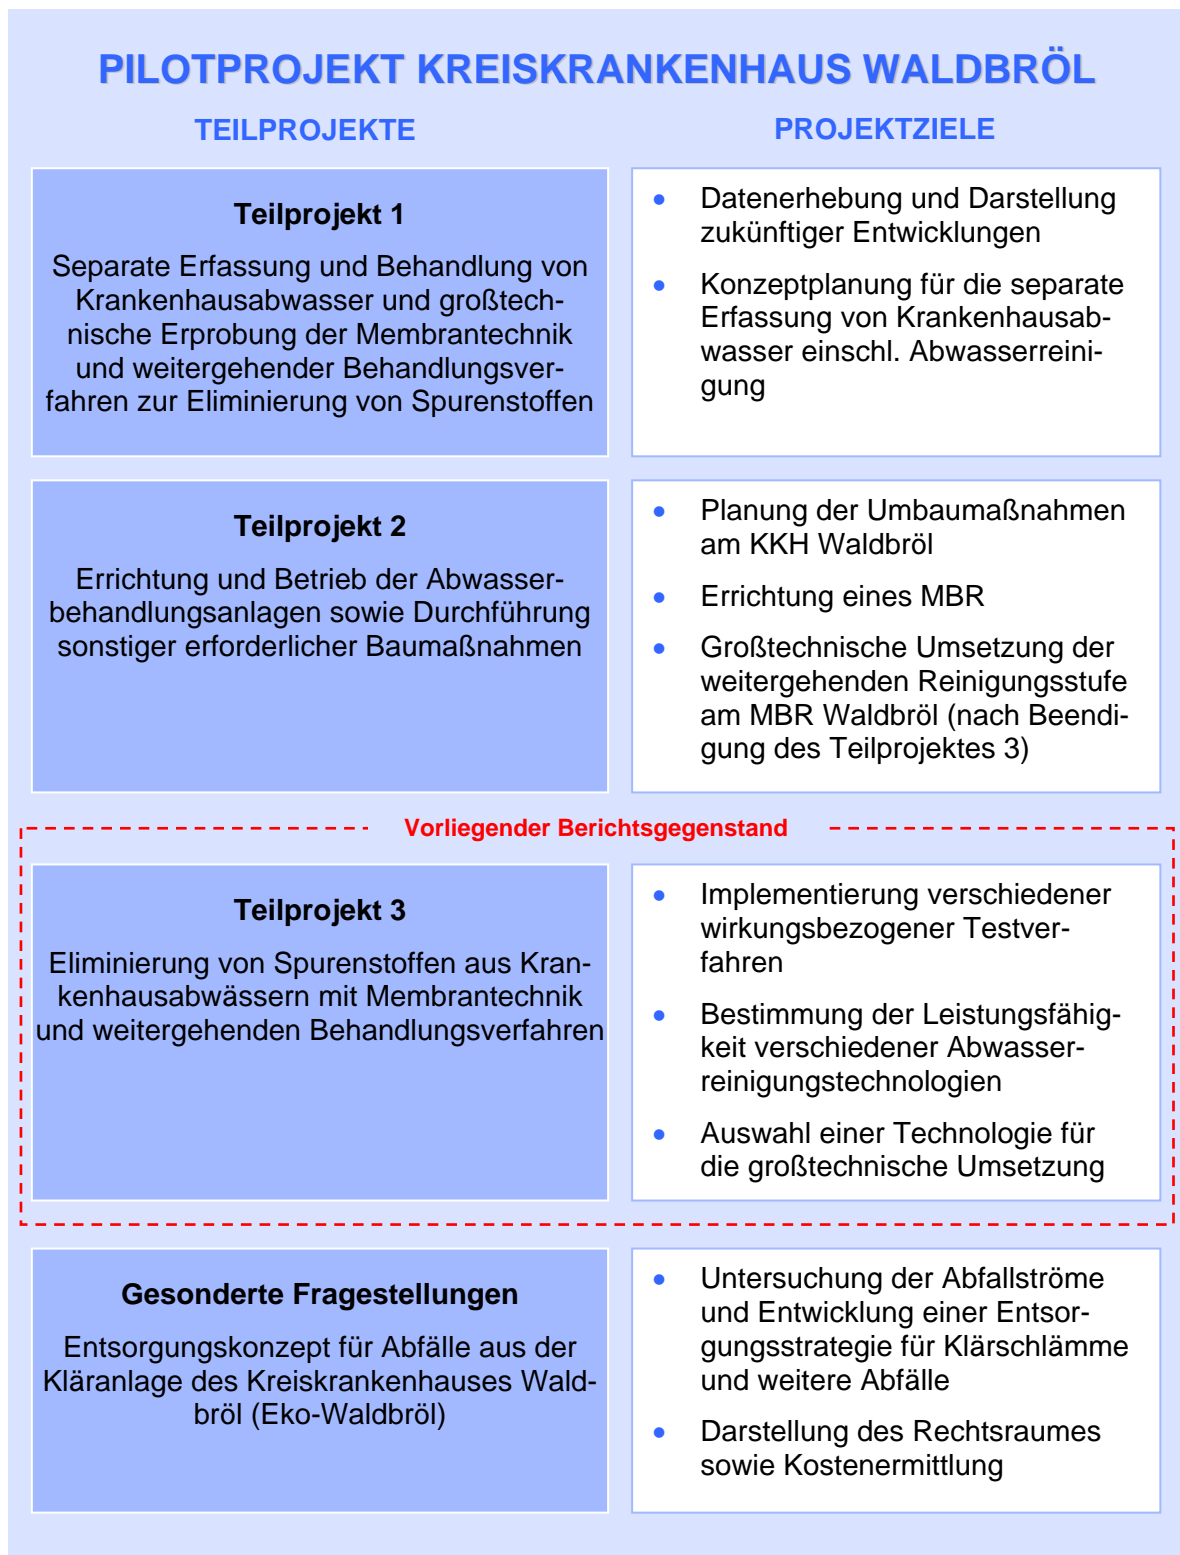 PILOTPROJEKT KREISKRANKENHAUS WALDBRÖL
TEILPROJEKTE
PROJEKTZIELE
Teilprojekt 1
Separate Erfassung und Behandlung von
Krankenhausabwasser und großtech-
nische Erprobung der Membrantechnik
und weitergehender Behandlungsver-
fahren zur Eliminierung von Spurenstoffen
• Datenerhebung und Darstellung
zukünftiger Entwicklungen
• Konzeptplanung für die separate
Erfassung von Krankenhausab-
wasser einschl. Abwasserreini-
gung
Teilprojekt 2
Errichtung und Betrieb der Abwasser-
behandlungsanlagen sowie Durchführung
sonstiger erforderlicher Baumaßnahmen
• Planung der Umbaumaßnahmen
am KKH Waldbröl
• Errichtung eines MBR
• Großtechnische Umsetzung der
weitergehenden Reinigungsstufe
am MBR Waldbröl (nach Beendi-
gung des Teilprojektes 3)
Vorliegender Berichtsgegenstand
Teilprojekt 3
Eliminierung von Spurenstoffen aus Kran-
kenhausabwässern mit Membrantechnik
und weitergehenden Behandlungsverfahren
• Implementierung verschiedener
wirkungsbezogener Testver-
fahren
• Bestimmung der Leistungsfähig-
keit verschiedener Abwasser-
reinigungstechnologien
• Auswahl einer Technologie für
die großtechnische Umsetzung
Gesonderte Fragestellungen
Entsorgungskonzept für Abfälle aus der
Kläranlage des Kreiskrankenhauses Wald-
bröl (Eko-Waldbröl)
• Untersuchung der Abfallströme
und Entwicklung einer Entsor-
gungsstrategie für Klärschlämme
und weitere Abfälle
• Darstellung des Rechtsraumes
sowie Kostenermittlung